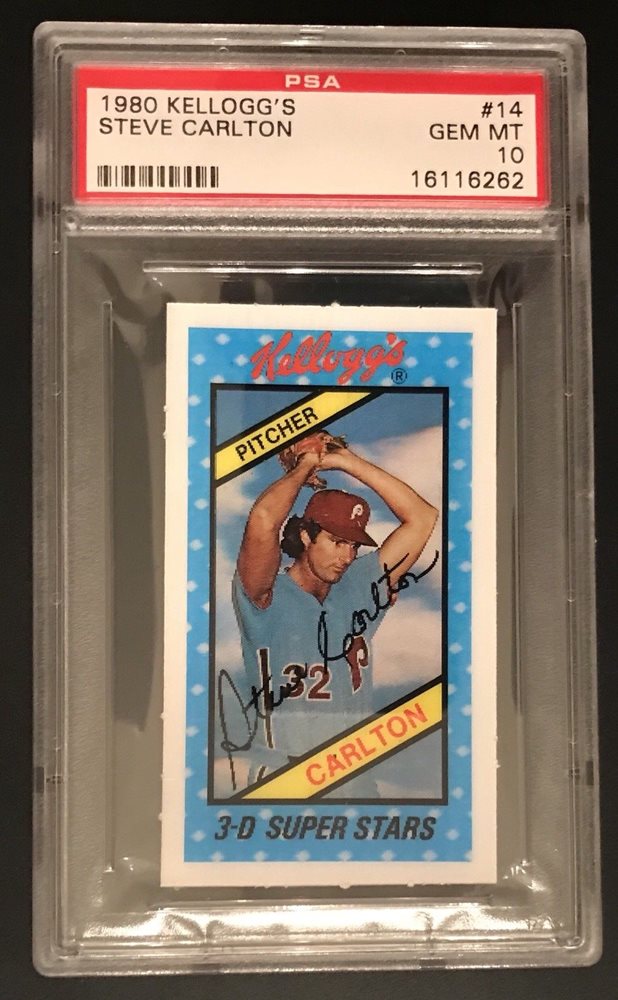 PSA
1980 KELLOGG'S #14
STEVE CARLTON GEM MT
10
16116262
Kellogg's ®
PITCHER
P
Steve Carlton
32 P
CARLTON
3-D SUPER STARS